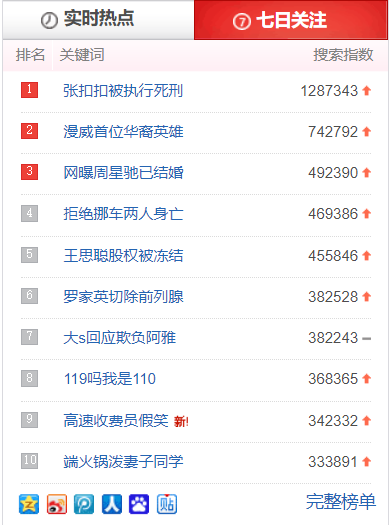 实时热点
7 七日关注
排名 关键词 搜索指数
1 张扣扣被执行死刑 1287343
2 漫威首位华裔英雄 742792
3 网曝周星驰已结婚 492390
4 拒绝挪车两人身亡 469386
5 王思聪股权被冻结 455846
6 罗家英切除前列腺 382528
7 大s回应欺负阿雅 382243
8 119吗我是110 368365
9 高速收费员假笑 新! 342332
10 端火锅泼妻子同学 333891
人 贴 完整榜单